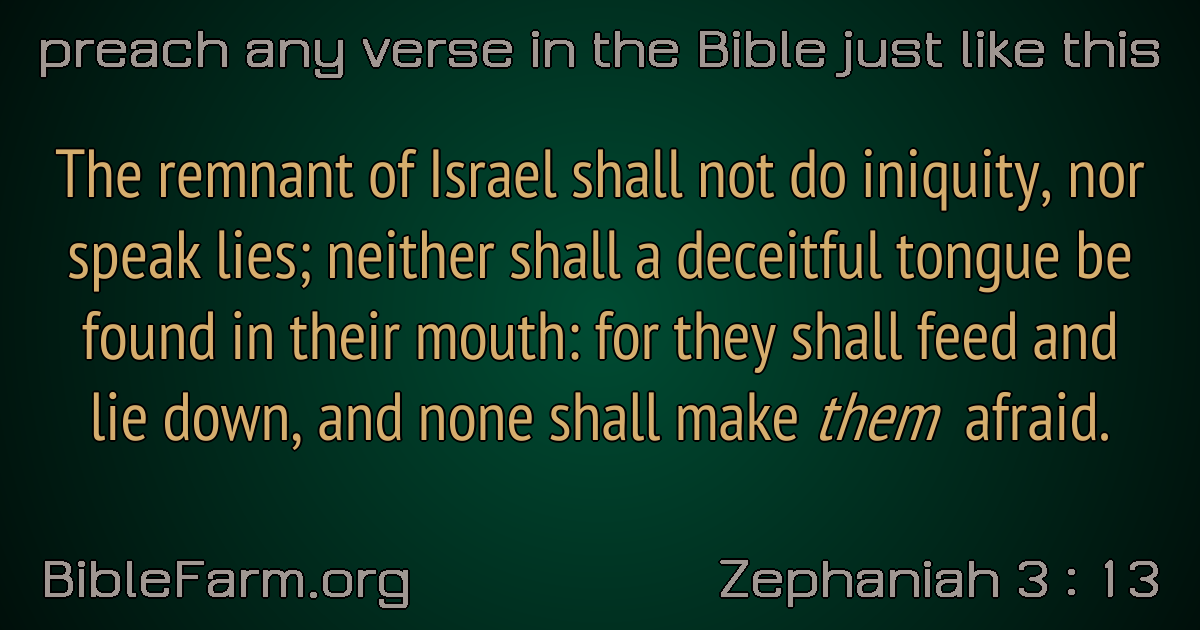 preach any verse in the Bible just like this
The remnant of Israel shall not do iniquity, nor
speak lies; neither shall a deceitful tongue be
found in their mouth: for they shall feed and
lie down, and none shall make them afraid.
BibleFarm.org
Zephaniah 3 : 13